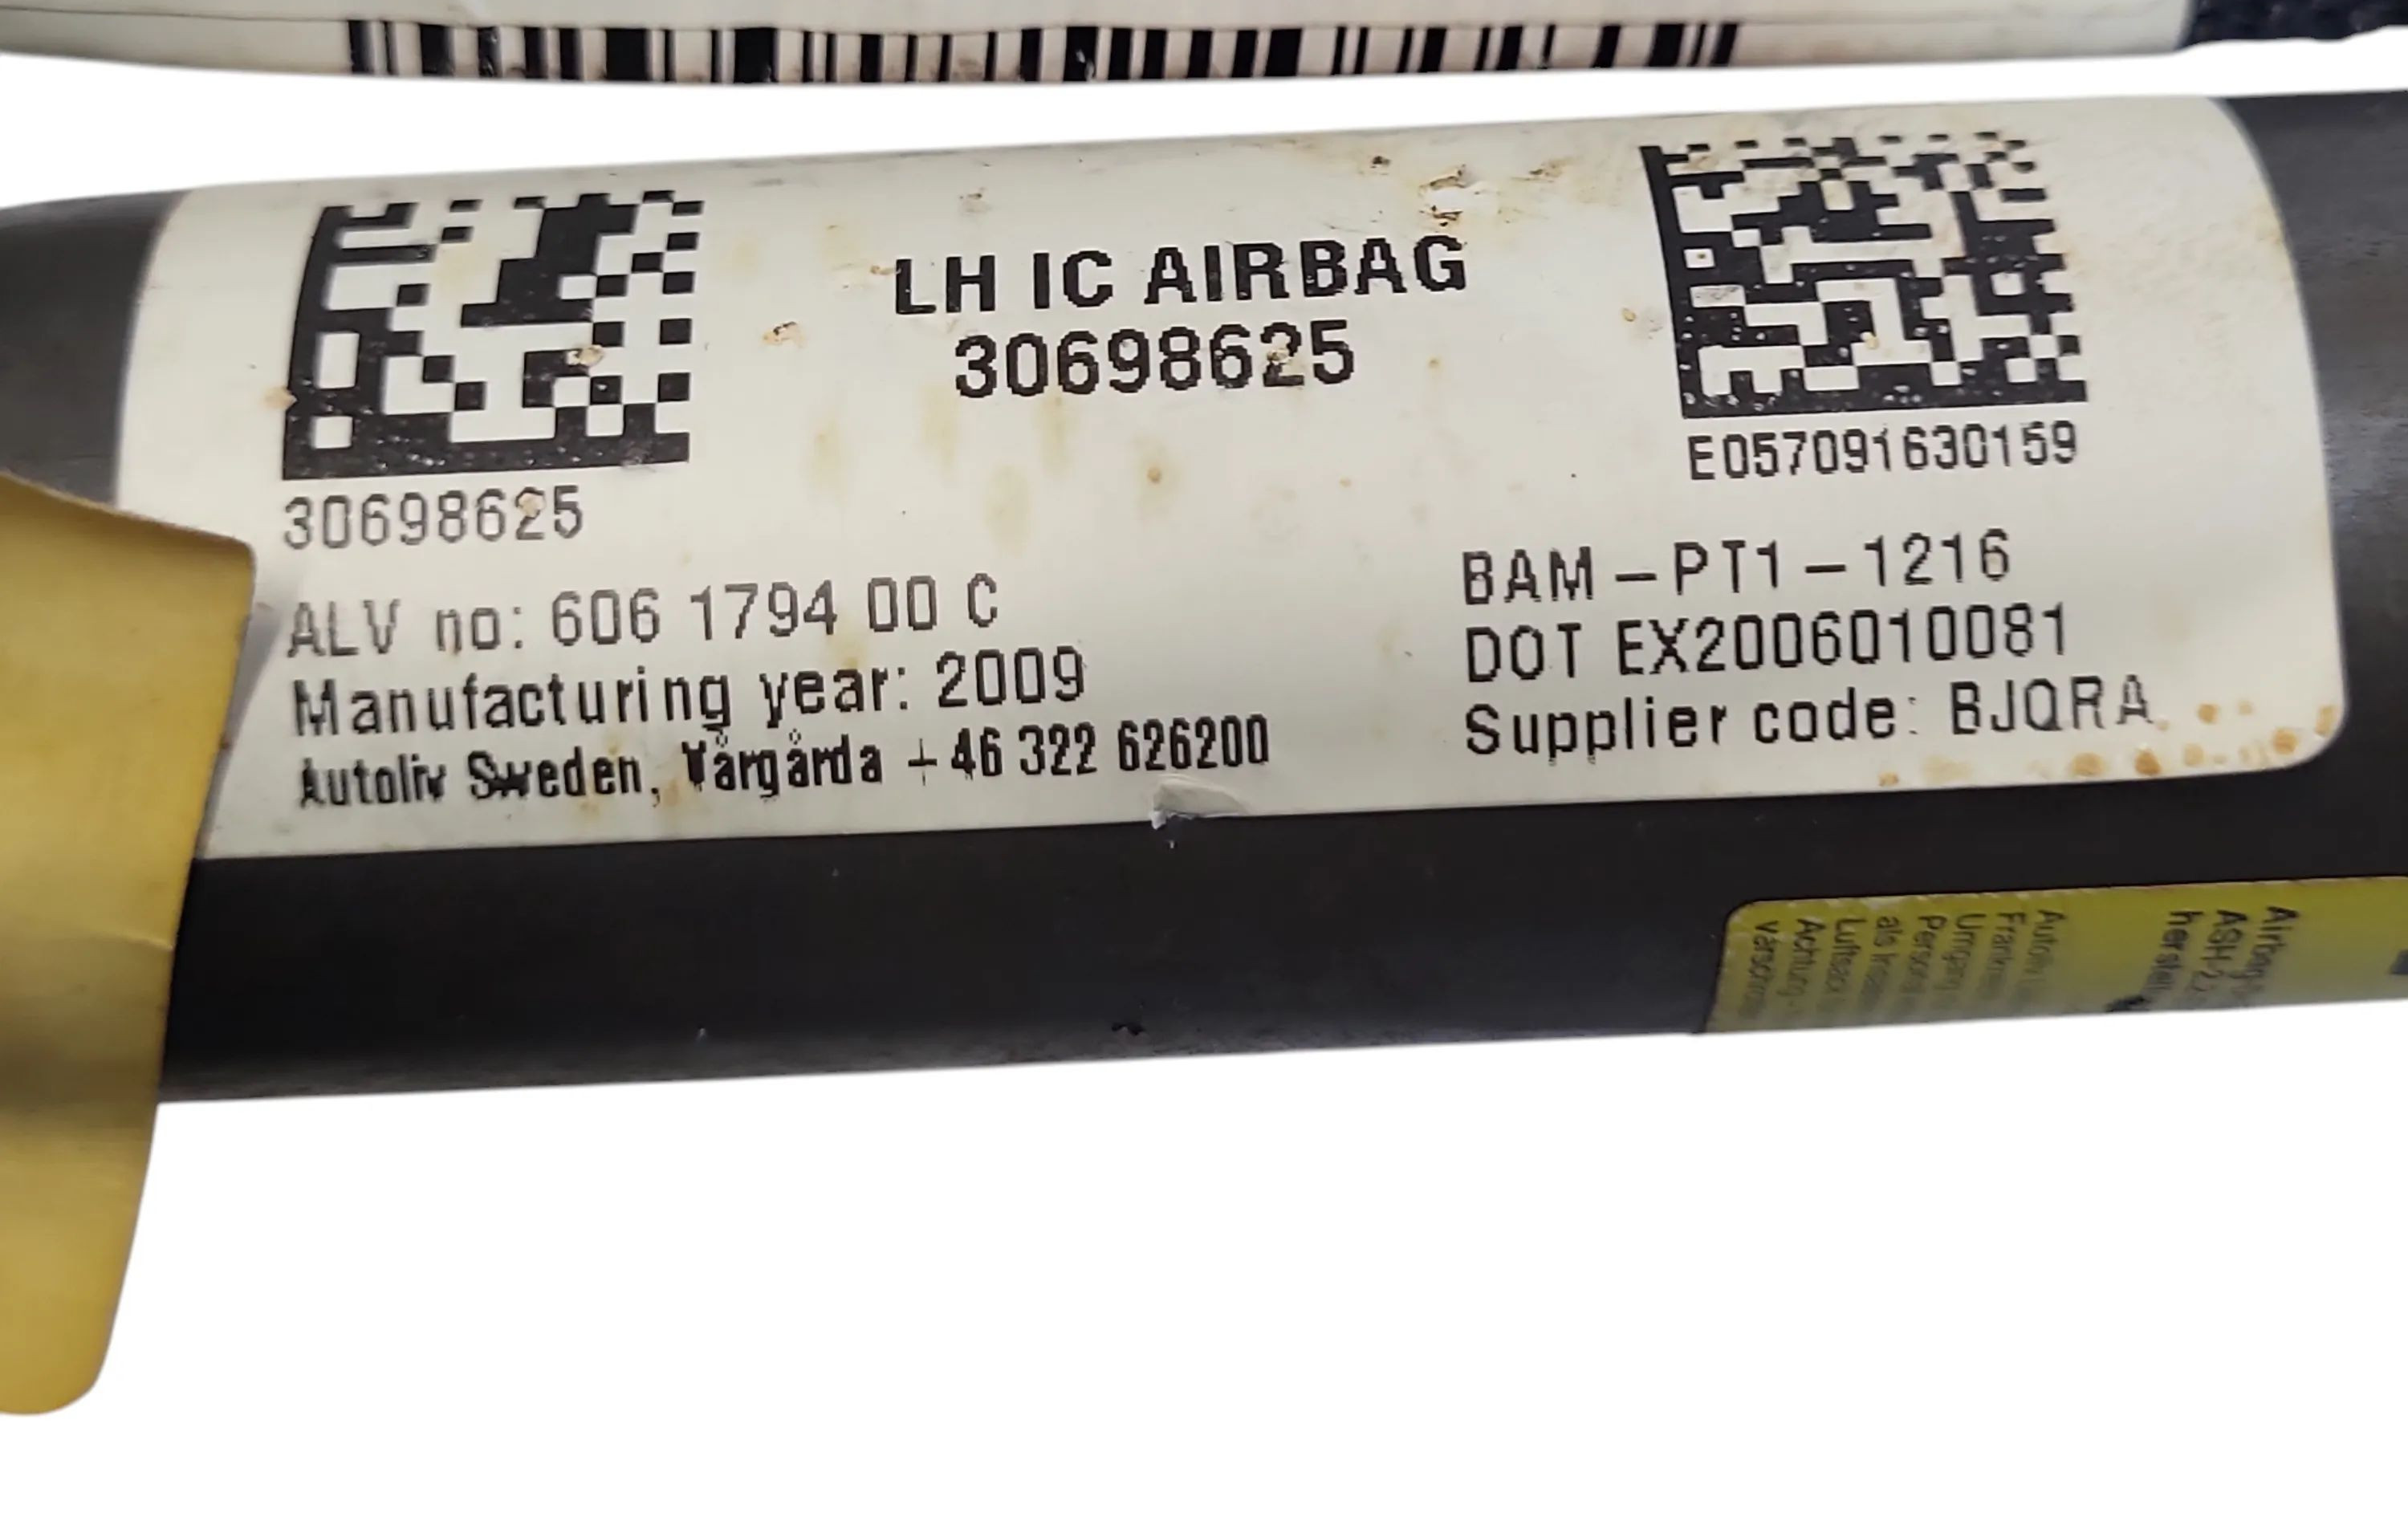 LH IC AIRBAG
30698625
30698625
E057091630159
ALV no: 606 1794 00 C
Manufacturing year: 2009
Autoliv Sweden, Vårgårda +46 322 626200
BAM-PT1-1216
DOT EX2006010081
Supplier code: BJQRA